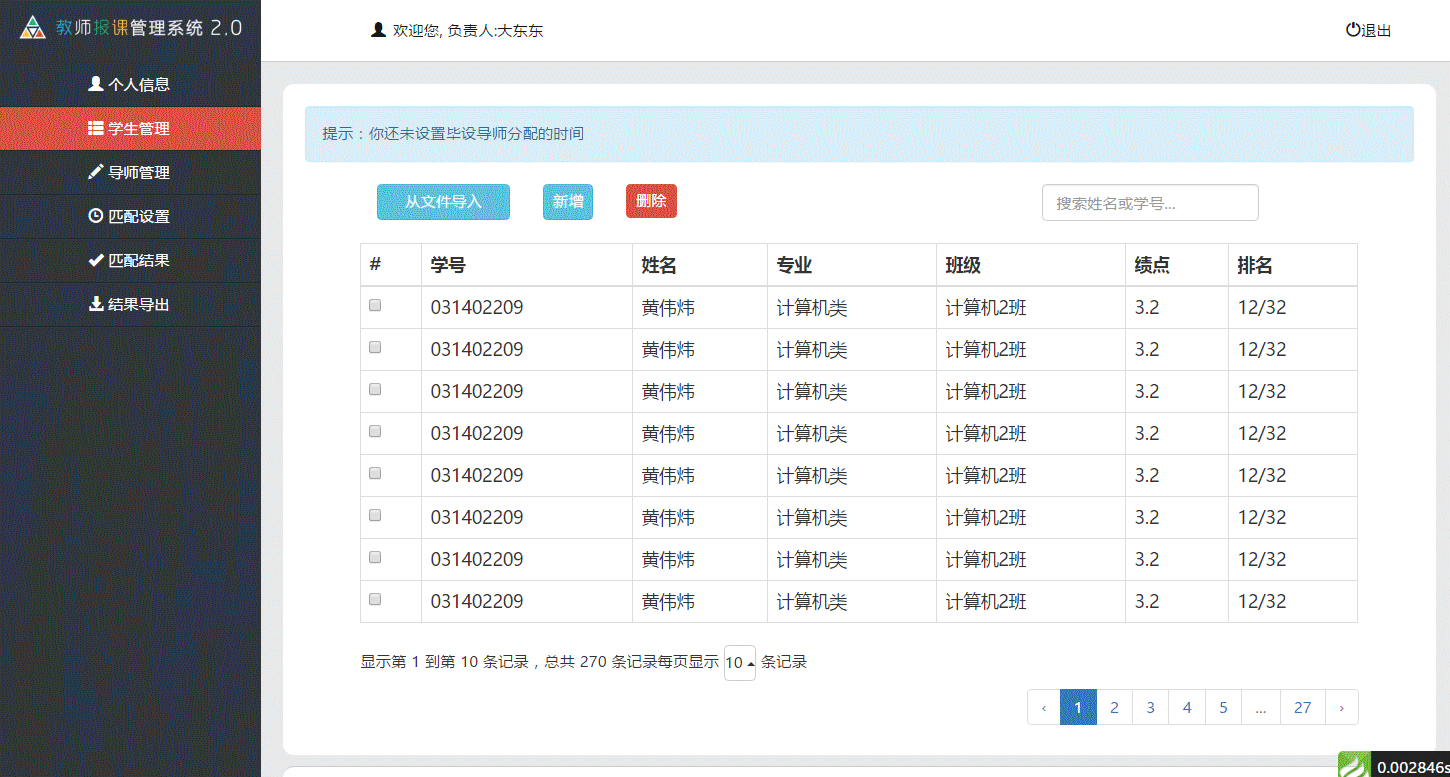 教师报课管理系统 2.0
欢迎您, 负责人:大东东
退出
个人信息
学生管理
导师管理
匹配设置
匹配结果
结果导出
提示：你还未设置毕设导师分配的时间
从文件导入 新增 删除 搜索姓名或学号...
# 学号 姓名 专业 班级 绩点 排名
031402209 黄伟炜 计算机类 计算机2班 3.2 12/32
031402209 黄伟炜 计算机类 计算机2班 3.2 12/32
031402209 黄伟炜 计算机类 计算机2班 3.2 12/32
031402209 黄伟炜 计算机类 计算机2班 3.2 12/32
031402209 黄伟炜 计算机类 计算机2班 3.2 12/32
031402209 黄伟炜 计算机类 计算机2班 3.2 12/32
031402209 黄伟炜 计算机类 计算机2班 3.2 12/32
031402209 黄伟炜 计算机类 计算机2班 3.2 12/32
显示第 1 到第 10 条记录，总共 270 条记录每页显示 10 条记录
‹ 1 2 3 4 5 ... 27 ›
0.002846s